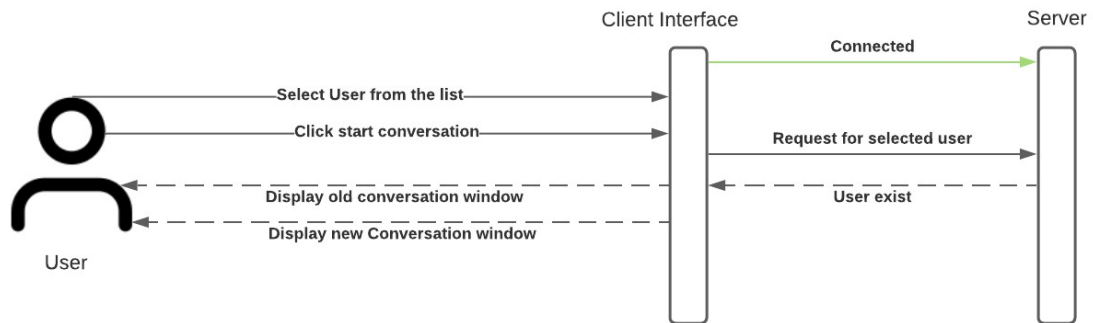 Client Interface
Server
Connected
Select User from the list
Click start conversation
Request for selected user
Display old conversation window
User exist
Display new Conversation window
User